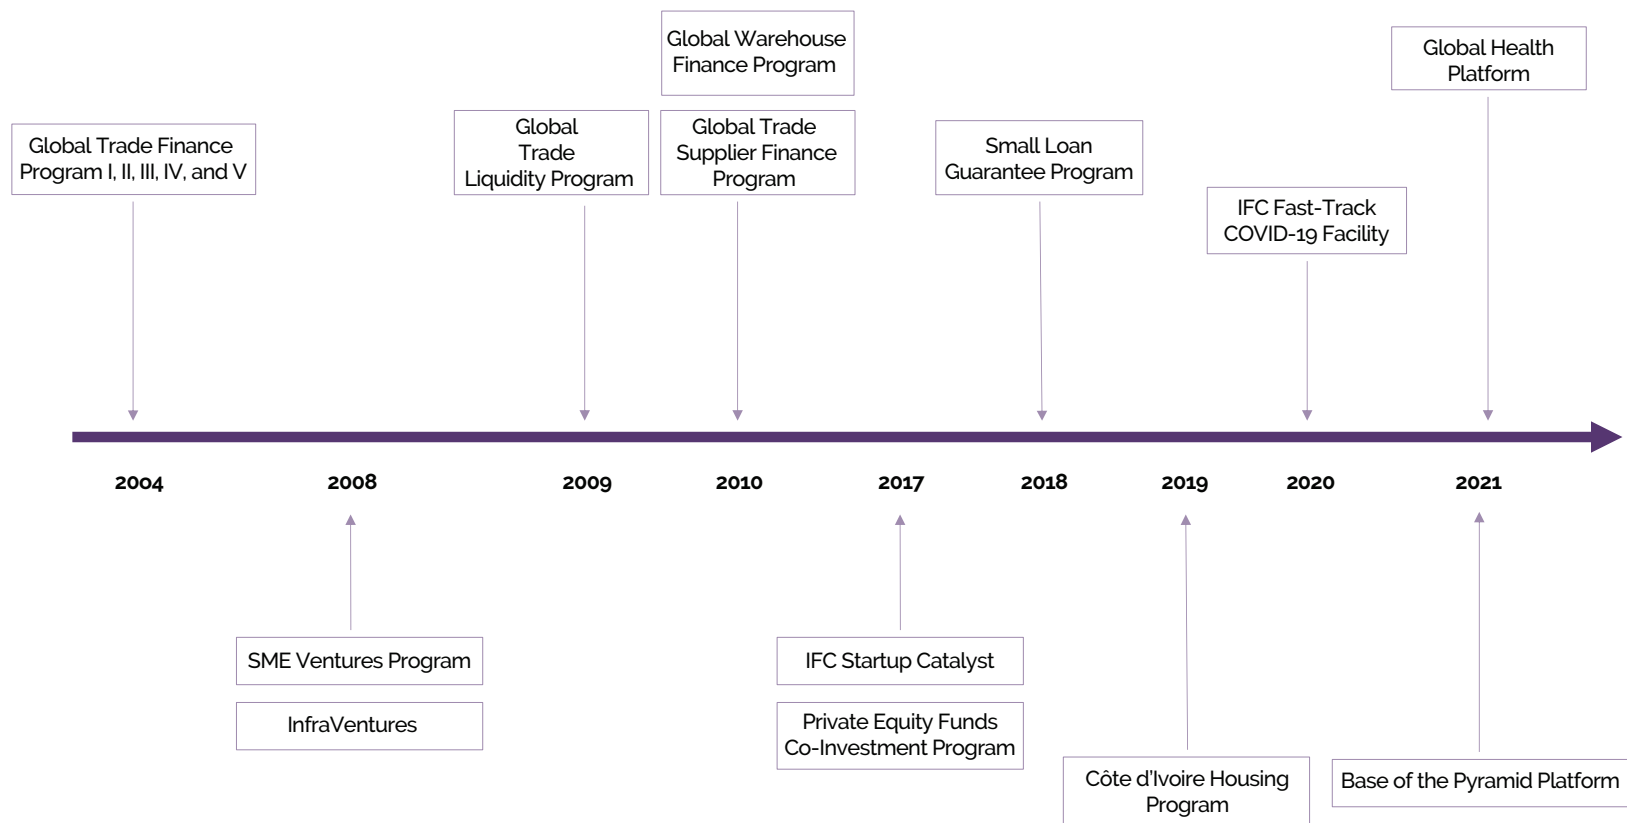 Global Warehouse
Finance Program
Global Health
Platform
Global Trade Finance
Program I, II, III, IV, and V
Global
Trade
Liquidity Program
Global Trade
Supplier Finance
Program
Small Loan
Guarantee Program
IFC Fast-Track
COVID-19 Facility
2004
2008
2009
2010
2017
2018
2019
2020
2021
SME Ventures Program
InfraVentures
IFC Startup Catalyst
Private Equity Funds
Co-Investment Program
Côte d'Ivoire Housing
Program
Base of the Pyramid Platform